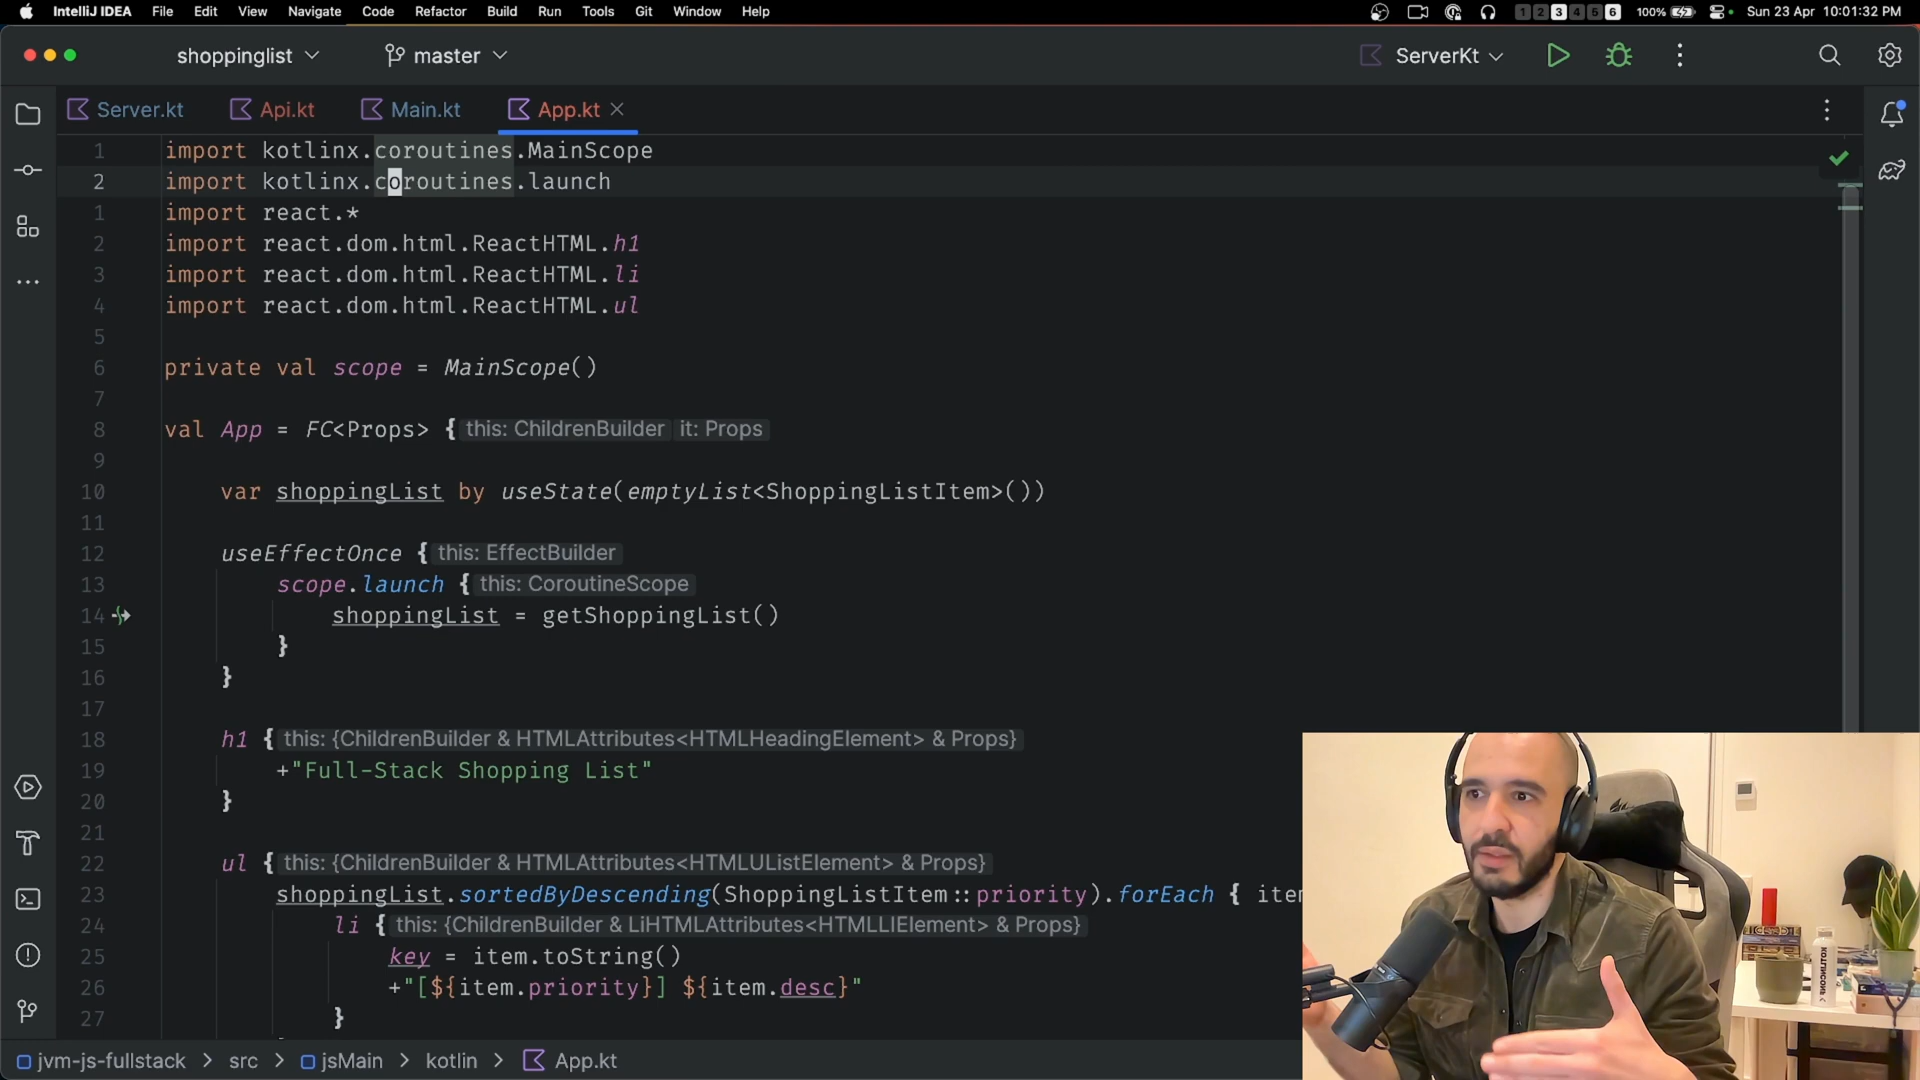 IntelliJ IDEA File Edit View Navigate Code Refactor Build Run Tools Git Window Help 1 2 3 4 5 6 100% Sun 23 Apr 10:01:32 PM
shoppinglist master ServerKt
Server.kt Api.kt Main.kt App.kt
1 import kotlinx.coroutines.MainScope
2 import kotlinx.coroutines.launch
1 import react.*
2 import react.dom.html.ReactHTML.h1
3 import react.dom.html.ReactHTML.li
4 import react.dom.html.ReactHTML.ul
5
6 private val scope = MainScope()
7
8 val App = FC<Props> { this: ChildrenBuilder it: Props
9
10 var shoppingList by useState(emptyList<ShoppingListItem>())
11
12 useEffectOnce { this: EffectBuilder
13 scope.launch { this: CoroutineScope
14 shoppingList = getShoppingList()
15 }
16 }
17
18 h1 { this: {ChildrenBuilder & HTMLAttributes<HTMLHeadingElement> & Props}
19 +"Full-Stack Shopping List"
20 }
21
22 ul { this: {ChildrenBuilder & HTMLAttributes<HTMLUListElement> & Props}
23 shoppingList.sortedByDescending(ShoppingListItem::priority).forEach { item
24 li { this: {ChildrenBuilder & LiHTMLAttributes<HTMLLIElement> & Props}
25 key = item.toString()
26 +"[${item.priority}] ${item.desc}"
27 }
jvm-js-fullstack > src > jsMain > kotlin > App.kt